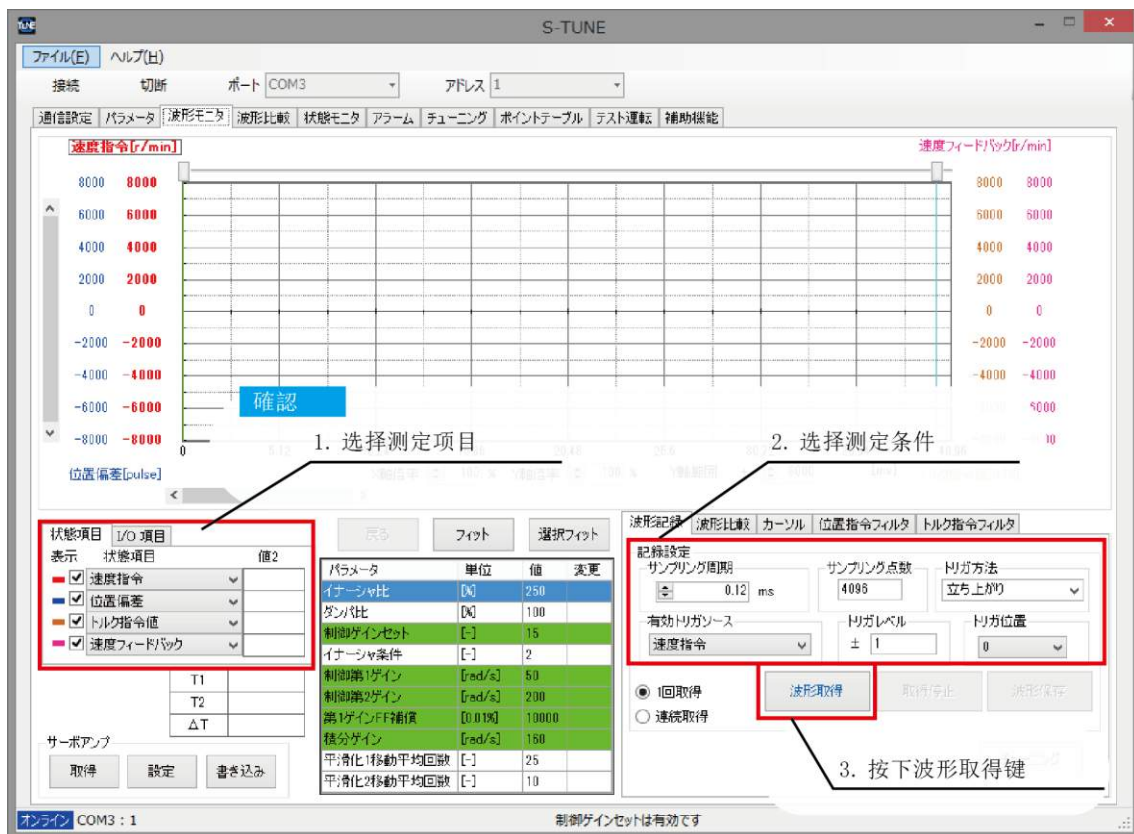 S-TUNE
ファイル(F) ヘルプ(H)
接続 切断 ポート COM3 アドレス 1
通信設定 パラメータ 波形モニタ 波形比較 状態モニタ アラーム チューニング ポイントテーブル テスト運転 補助機能
速度指令[r/min] 速度フィードバック[r/min]
8000 8000 8000 8000
6000 6000 6000 6000
4000 4000 4000 4000
2000 2000 2000 2000
0 0 0 0
-2000 -2000 -2000 -2000
-4000 -4000 -4000 -4000
-6000 -6000
確認
-8000 -8000
0
1. 选择测定项目
2. 选择测定条件
位置偏差[pulse]
状態項目 I/O 項目
表示 状態項目 値2
速度指令
位置偏差
トルク指令値
速度フィードバック
T1
T2
ΔT
サーボアンプ
取得 設定 書き込み
戻る フィット 選択フィット
パラメータ 単位 値 変更
イナーシャ比 [%] 250
ダンパ比 [%] 100
制御ゲインセット [-] 15
イナーシャ条件 [-] 2
制御第1ゲイン [rad/s] 50
制御第2ゲイン [rad/s] 200
第1ゲインFF補償 [0.01%] 10000
積分ゲイン [rad/s] 160
平滑化1移動平均回数 [-] 25
平滑化2移動平均回数 [-] 10
波形記録 波形比較 カーソル 位置指令フィルタ トルク指令フィルタ
記録設定
サンプリング周期 サンプリング点数 トリガ方法
0.12 ms 4096 立ち上がり
有効トリガソース トリガレベル トリガ位置
速度指令 ± 1 0
1回取得 波形取得 取得停止 波形保存
連続取得
3. 按下波形取得键
オンライン COM3 : 1 制御ゲインセットは有効です